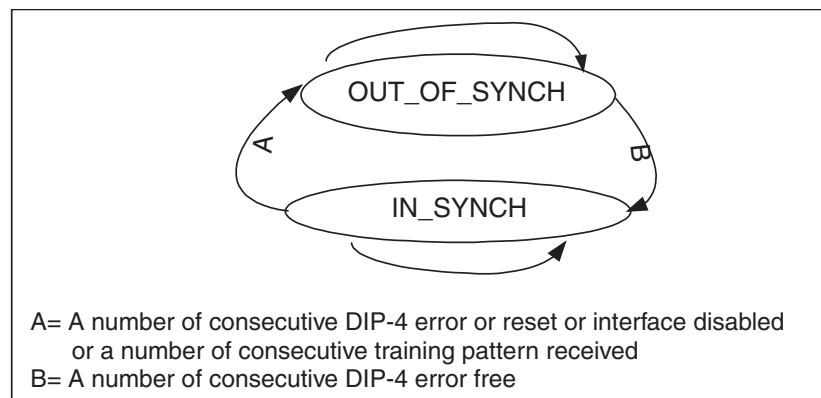 OUT_OF_SYNCH
A
B
IN_SYNCH
A= A number of consecutive DIP-4 error or reset or interface disabled
or a number of consecutive training pattern received
B= A number of consecutive DIP-4 error free